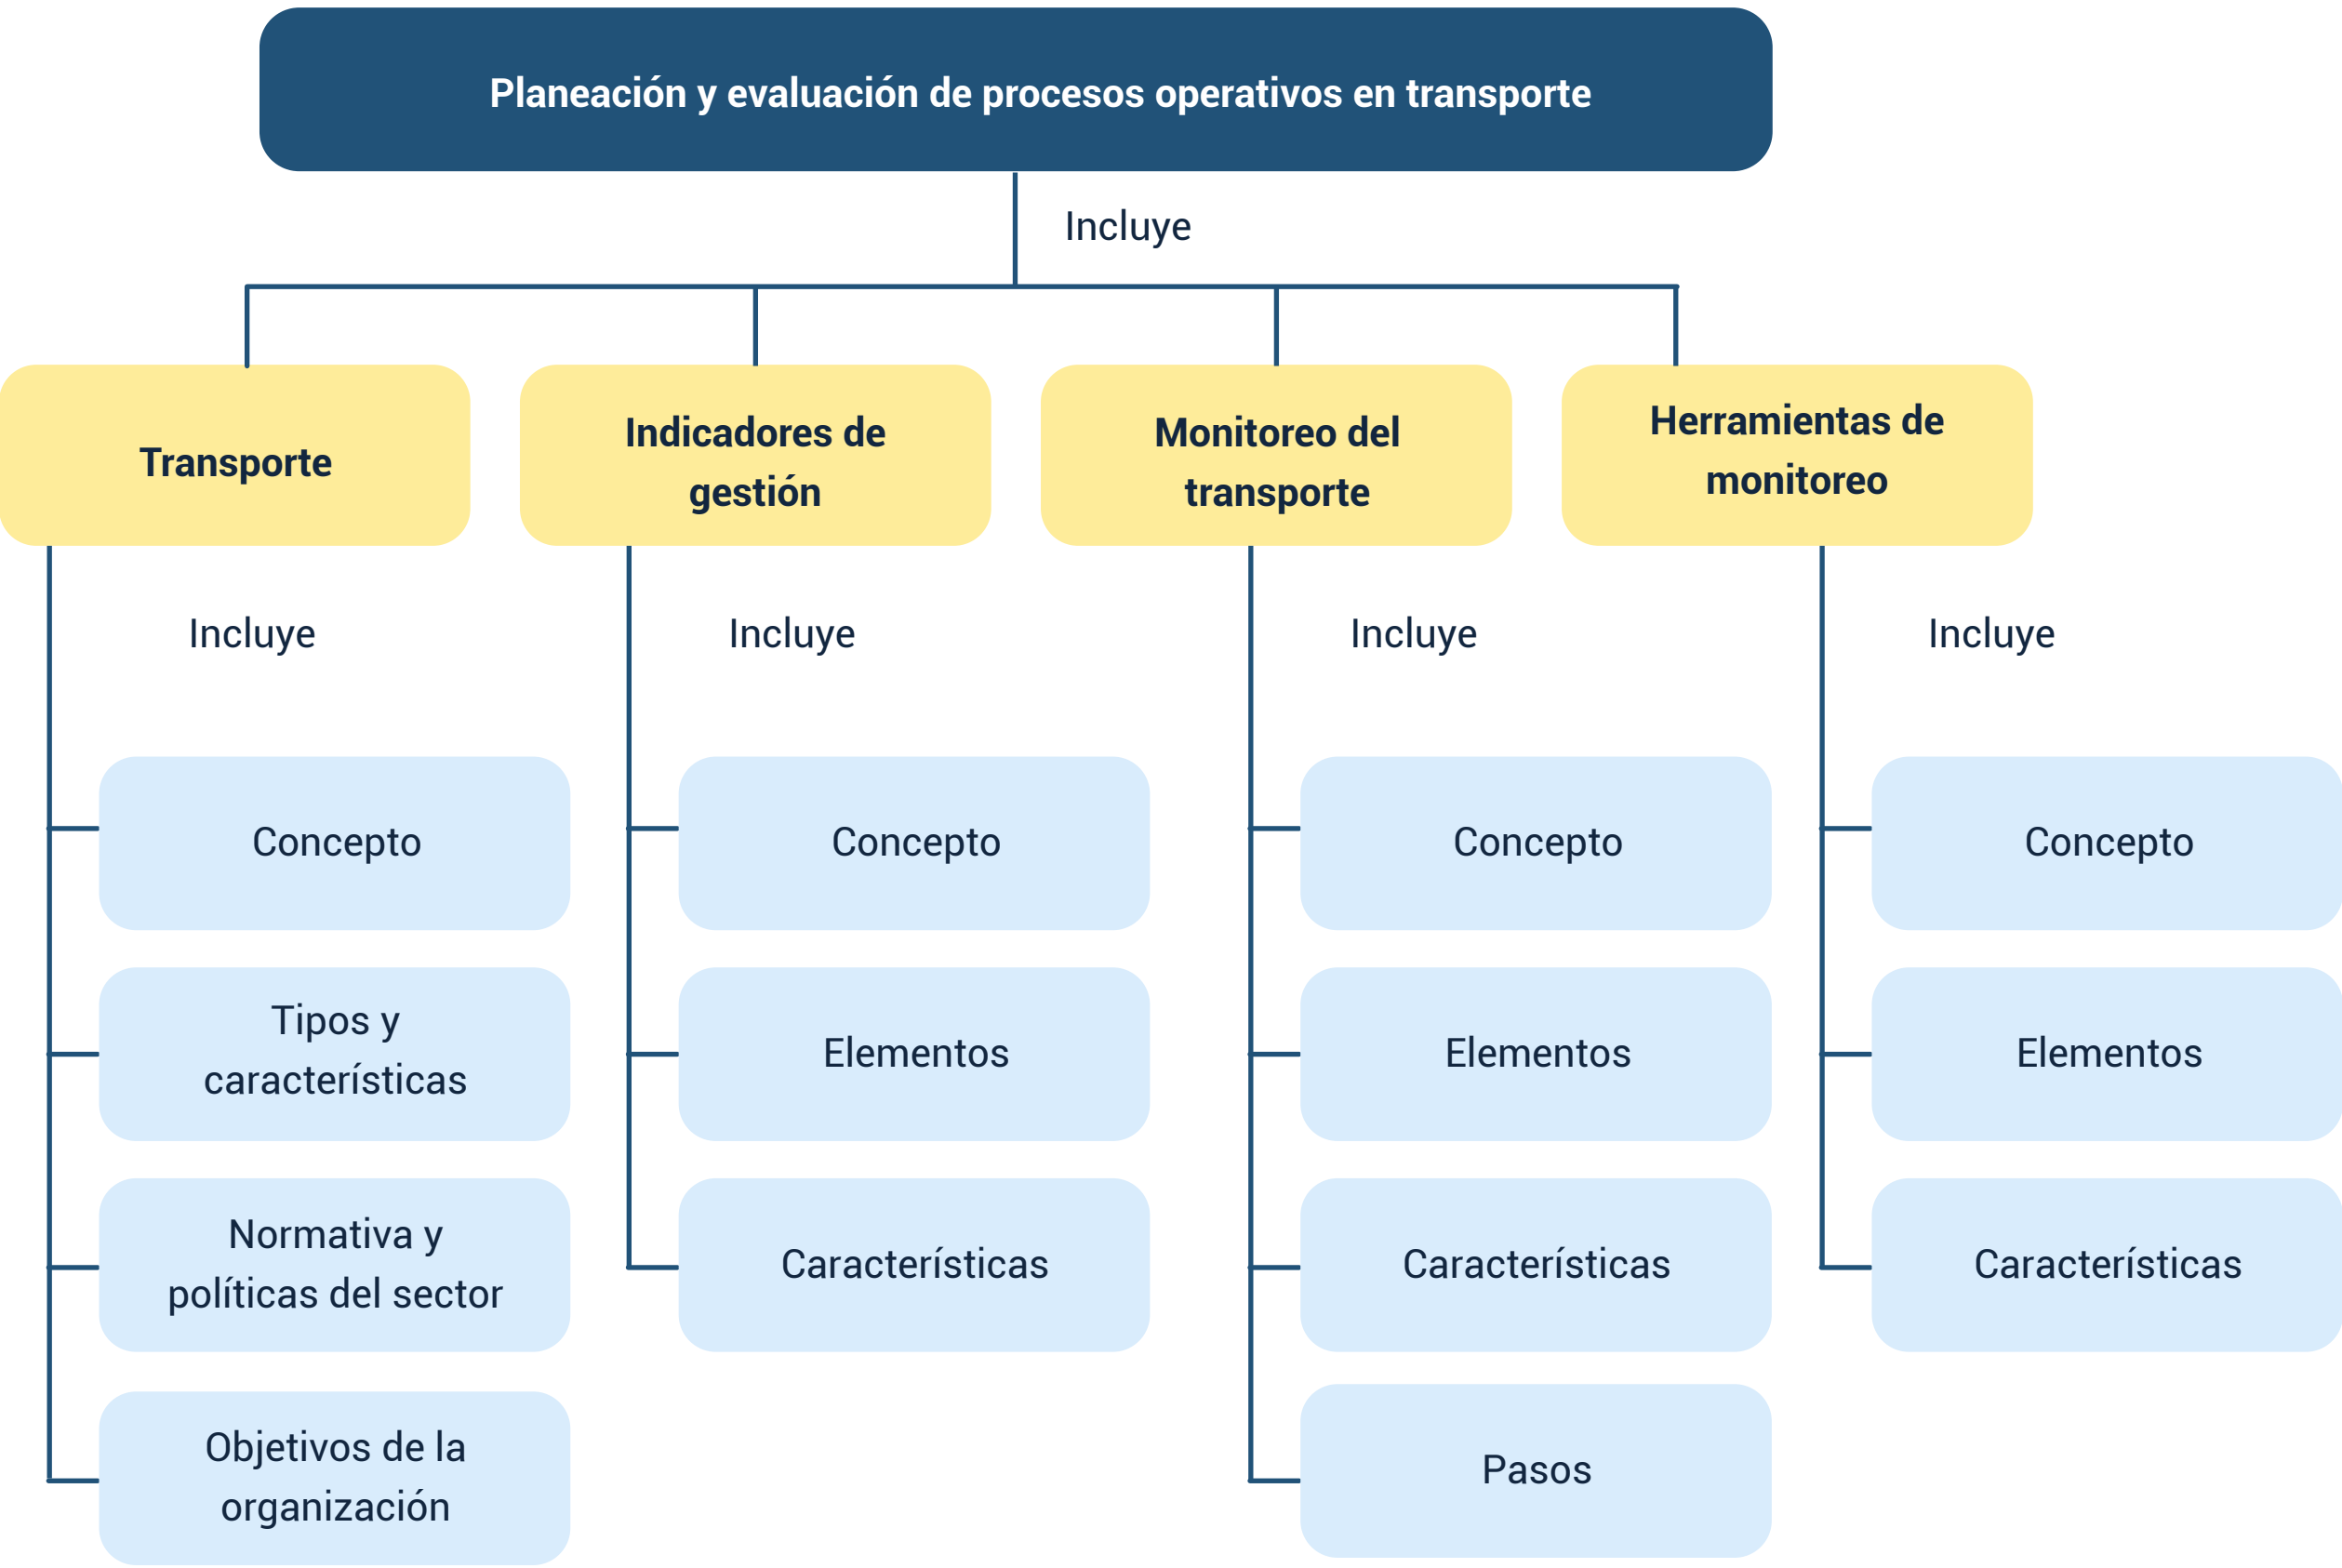 Planeación y evaluación de procesos operativos en transporte
Incluye
Transporte
Indicadores de
gestión
Monitoreo del
transporte
Herramientas de
monitoreo
Incluye
Incluye
Incluye
Incluye
Concepto
Tipos y
características
Normativa y
políticas del sector
Objetivos de la
organización
Concepto
Elementos
Características
Concepto
Elementos
Características
Pasos
Concepto
Elementos
Características